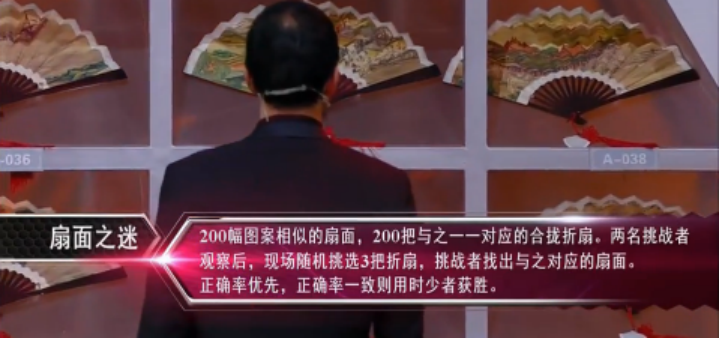 -036
A-038
扇面之迷
200幅图案相似的扇面，200把与之一一对应的合拢折扇。两名挑战者
观察后，现场随机挑选3把折扇，挑战者找出与之对应的扇面。
正确率优先，正确率一致则用时少者获胜。